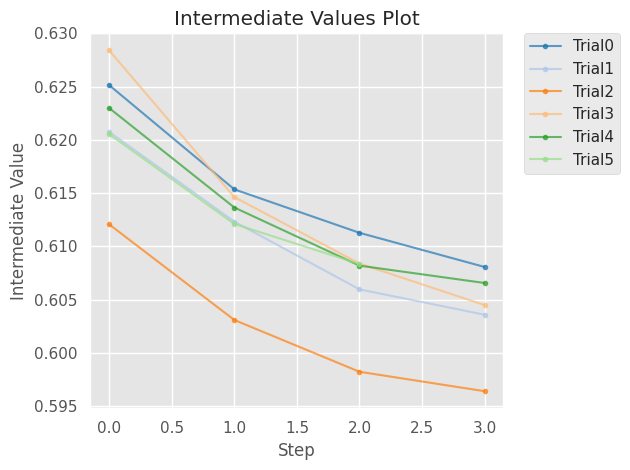 Intermediate Values Plot
Intermediate Value
0.630
0.625
0.620
0.615
0.610
0.605
0.600
0.595
0.0 0.5 1.0 1.5 2.0 2.5 3.0
Step
Trial0
Trial1
Trial2
Trial3
Trial4
Trial5